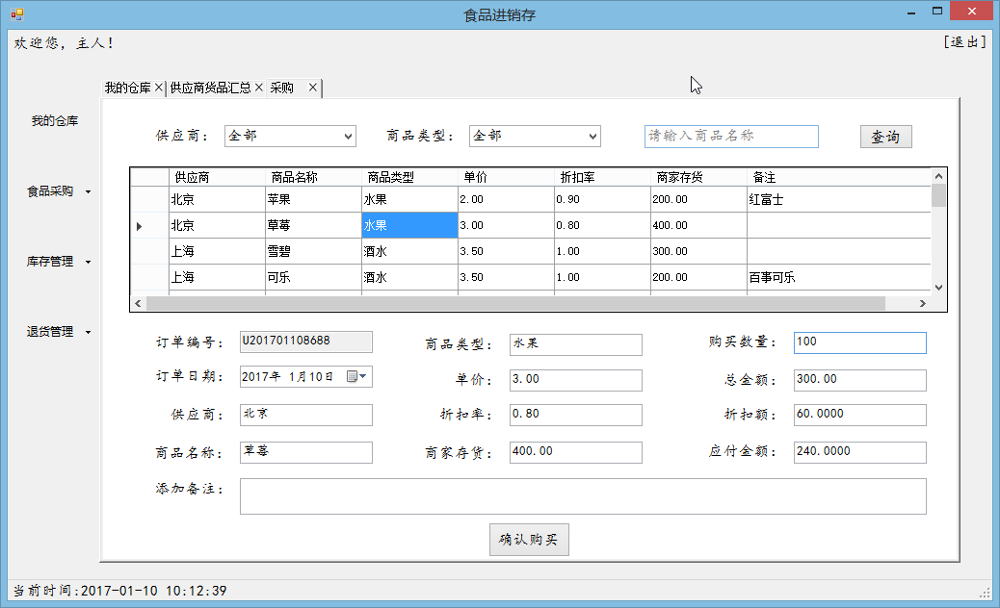 食品进销存
欢迎您，主人！ [退出]
我的仓库 供应商货品汇总 采购
我的仓库
食品采购
库存管理
退货管理
供应商： 全部 商品类型： 全部 请输入商品名称 查询
供应商 商品名称 商品类型 单价 折扣率 商家存货 备注
北京 苹果 水果 2.00 0.90 200.00 红富士
北京 草莓 水果 3.00 0.80 400.00
上海 雪碧 酒水 3.50 1.00 300.00
上海 可乐 酒水 3.50 1.00 200.00 百事可乐
订单编号： U201701108688 商品类型： 水果 购买数量： 100
订单日期： 2017年 1月10日 单价： 3.00 总金额： 300.00
供应商： 北京 折扣率： 0.80 折扣额： 60.0000
商品名称： 草莓 商家存货： 400.00 应付金额： 240.0000
添加备注：
确认购买
当前时间:2017-01-10 10:12:39